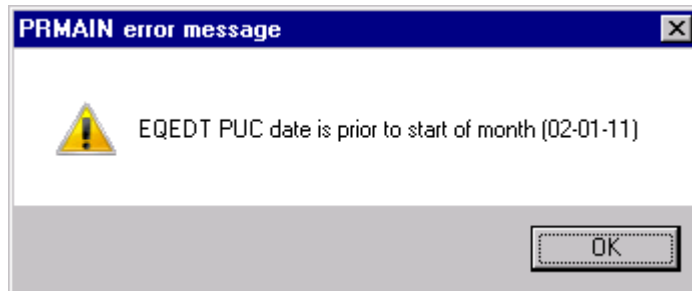 PRMAIN error message
EQEDT PUC date is prior to start of month (02-01-11)
OK